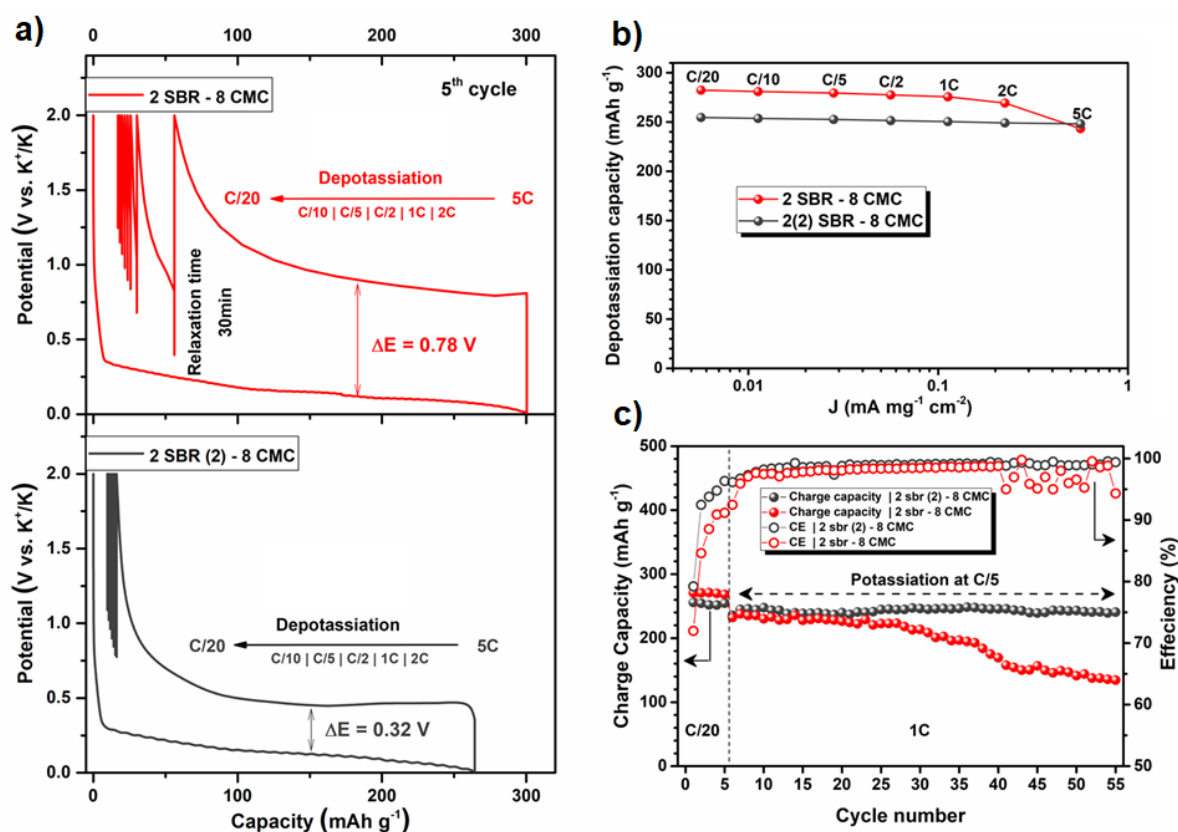 a)
0 100 200 300
5th cycle
2 SBR - 8 CMC
2.0
1.5
1.0
0.5
0.0
Potential (V vs. K+/K)
Depotassiation
C/20
5C
C/10 | C/5 | C/2 | 1C | 2C
Relaxation time
30min
ΔE = 0.78 V
2 SBR (2) - 8 CMC
2.0
1.5
1.0
0.5
0.0
Potential (V vs. K+/K)
Depotassiation
C/20
5C
C/10 | C/5 | C/2 | 1C | 2C
ΔE = 0.32 V
0 100 200 300
Capacity (mAh g-1)
b)
300
250
200
150
100
50
0
Depotassiation capacity (mAh g-1)
C/20 C/10 C/5 C/2 1C 2C 5C
2 SBR - 8 CMC
2(2) SBR - 8 CMC
0.01 0.1 1
J (mA mg-1 cm-2)
c)
500
400
300
200
100
0
Charge Capacity (mAh g-1)
Charge capacity | 2 sbr (2) - 8 CMC
Charge capacity | 2 sbr - 8 CMC
CE | 2 sbr (2) - 8 CMC
CE | 2 sbr - 8 CMC
Potassiation at C/5
C/20
1C
100
90
80
70
60
50
Effeciency (%)
0 5 10 15 20 25 30 35 40 45 50 55
Cycle number